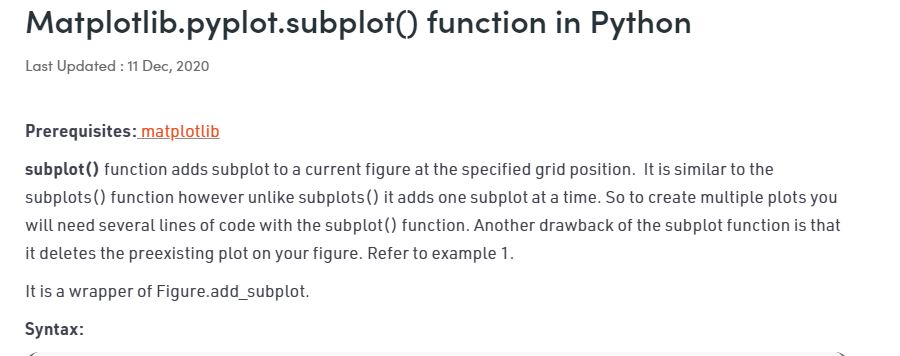 Matplotlib.pyplot.subplot() function in Python
Last Updated : 11 Dec, 2020
Prerequisites: matplotlib
subplot() function adds subplot to a current figure at the specified grid position.  It is similar to the
subplots() function however unlike subplots() it adds one subplot at a time. So to create multiple plots you
will need several lines of code with the subplot() function. Another drawback of the subplot function is that
it deletes the preexisting plot on your figure. Refer to example 1.
It is a wrapper of Figure.add_subplot.
Syntax: